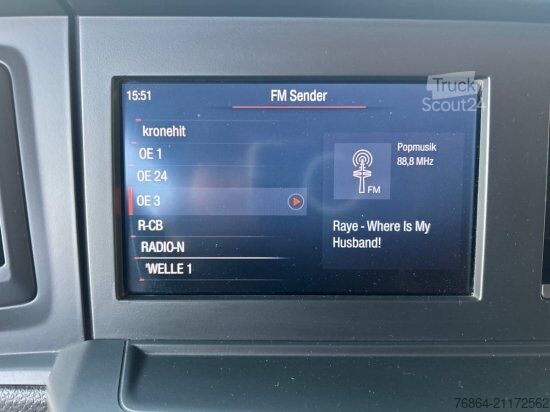 15:51
FM Sender
Truck
Scout24
kronehit
OE 1
OE 24
OE 3
R-CB
RADIO-N
'WELLE 1
Popmusik
88,8 MHz
FM
Raye - Where Is My
Husband!
76864-21172562